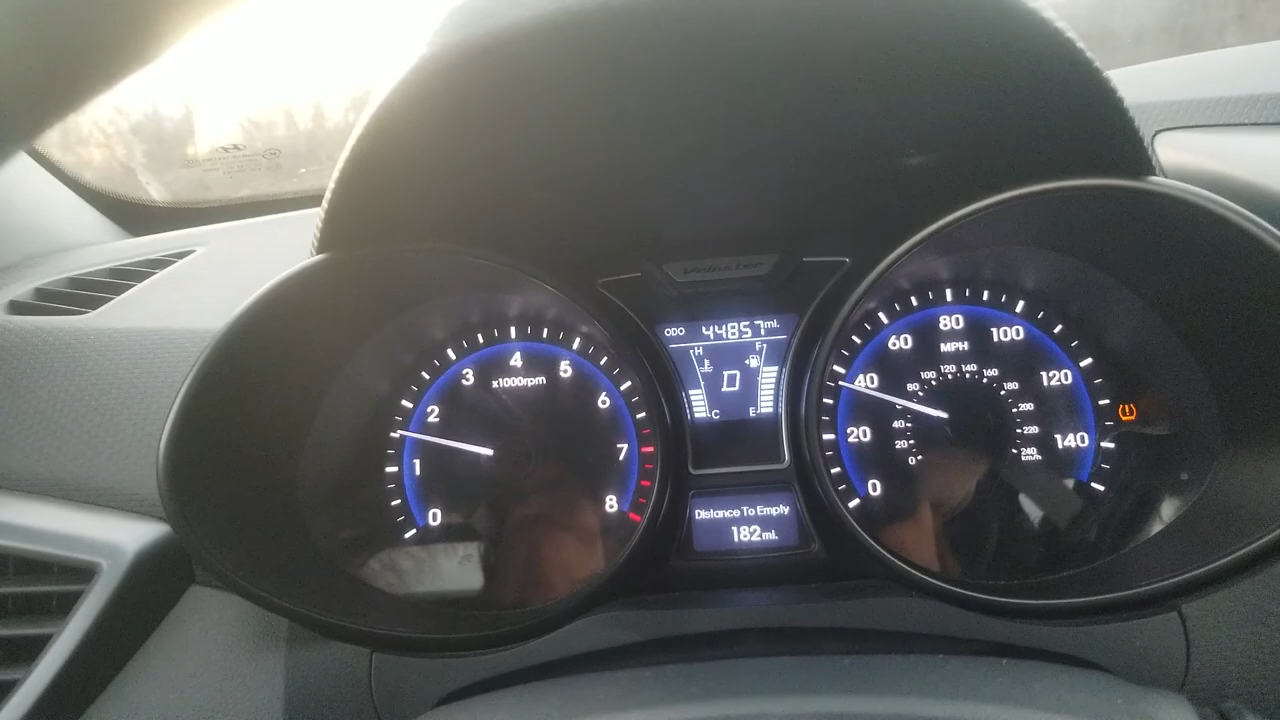 Veloster
ODO 44857 mi.
H F
D
C E
0 1 2 3 4 5 6 7 8
x1000rpm
0 20 40 60 80 100 120 140
MPH
0 20 40 80 100 120 140 160 180 200 220 240
km/h
Distance To Empty
182 mi.